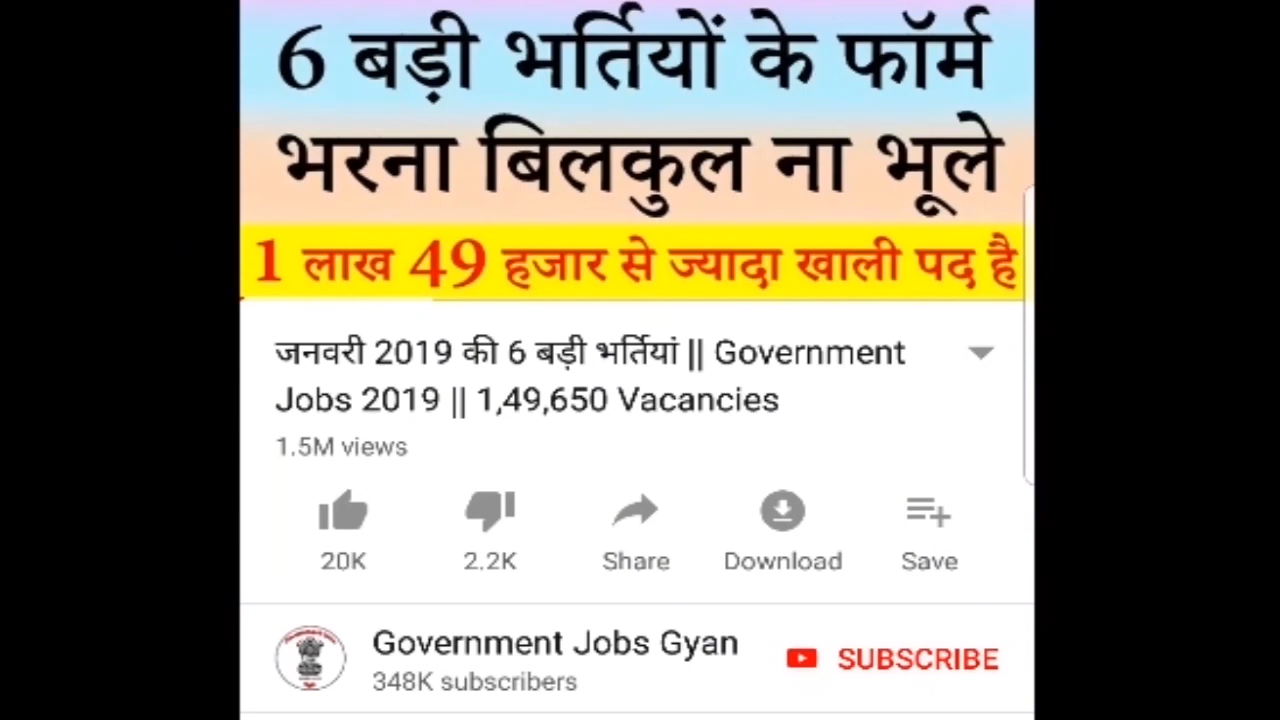 6 बड़ी भर्तियों के फॉर्म
भरना बिलकुल ना भूले
1 लाख 49 हजार से ज्यादा खाली पद है
जनवरी 2019 की 6 बड़ी भर्तियां || Government
Jobs 2019 || 1,49,650 Vacancies
1.5M views
20K 2.2K Share Download Save
Government Jobs Gyan
SUBSCRIBE
348K subscribers